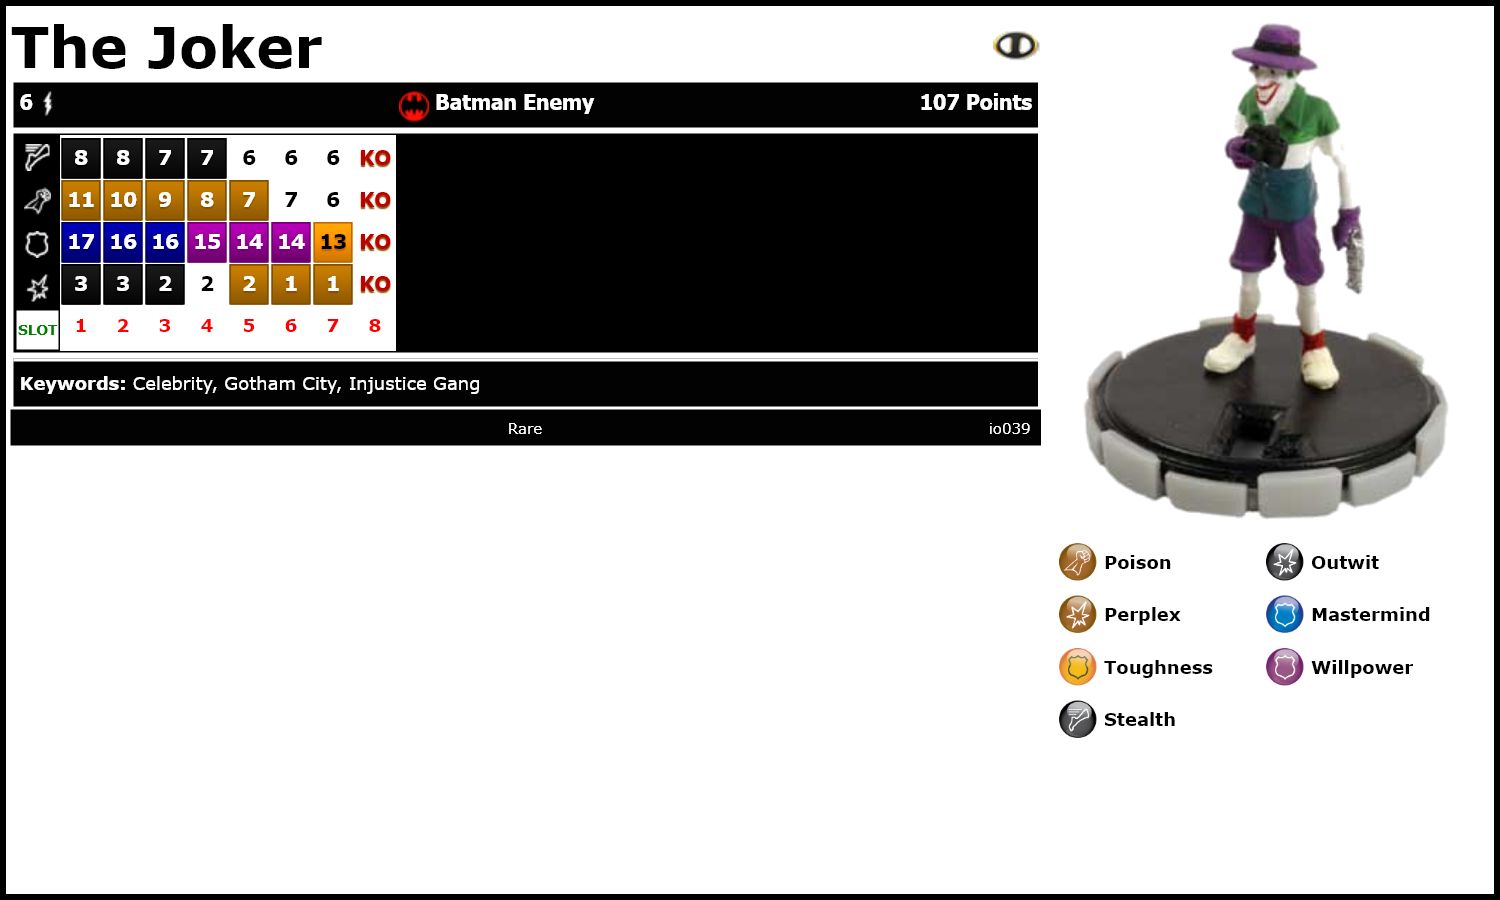 The Joker
6 Batman Enemy 107 Points
8 8 7 7 6 6 6 KO
11 10 9 8 7 7 6 KO
17 16 16 15 14 14 13 KO
3 3 2 2 2 1 1 KO
SLOT 1 2 3 4 5 6 7 8
Keywords: Celebrity, Gotham City, Injustice Gang
Rare io039
Poison Outwit
Perplex Mastermind
Toughness Willpower
Stealth